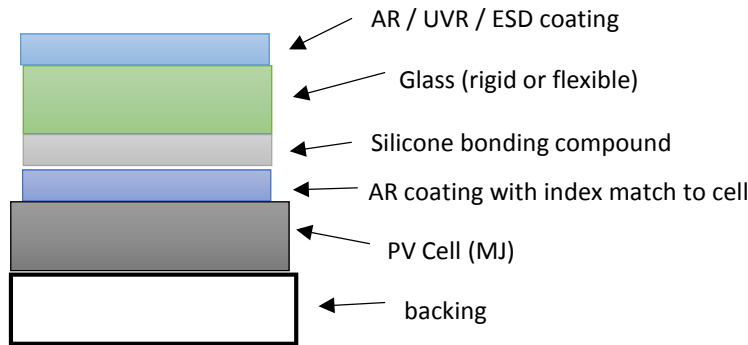 AR / UVR / ESD coating
Glass (rigid or flexible)
Silicone bonding compound
AR coating with index match to cell
PV Cell (MJ)
backing